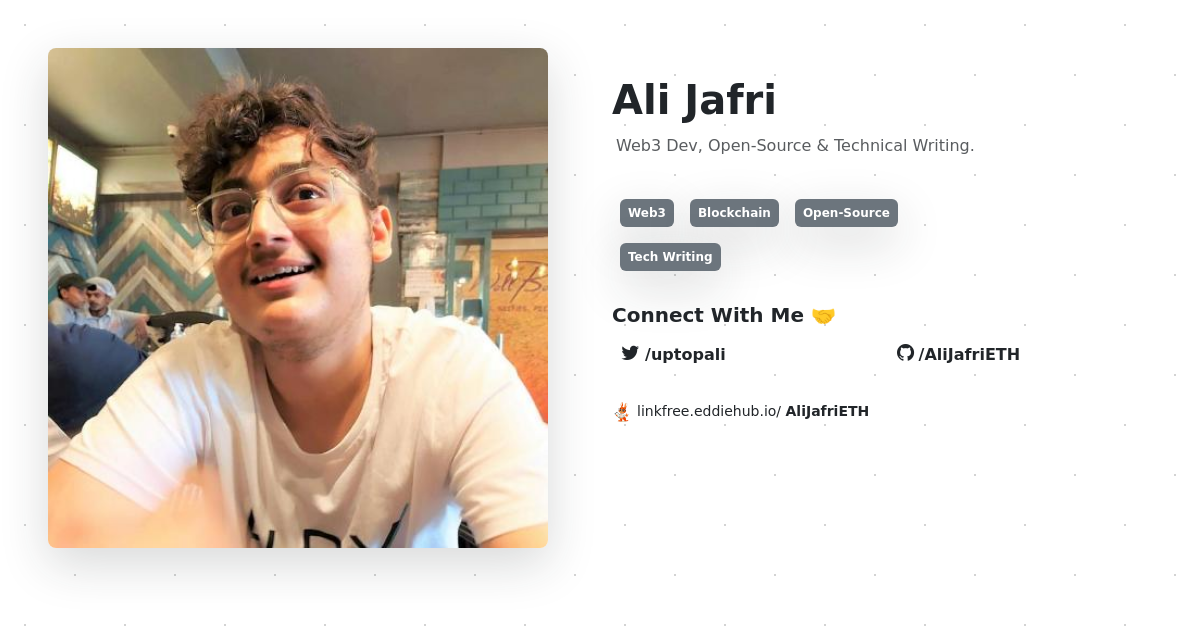 Ali Jafri
Web3 Dev, Open-Source & Technical Writing.
Web3 Blockchain Open-Source
Tech Writing
Connect With Me 🤝
/uptopali /AliJafriETH
linkfree.eddiehub.io/ AliJafriETH